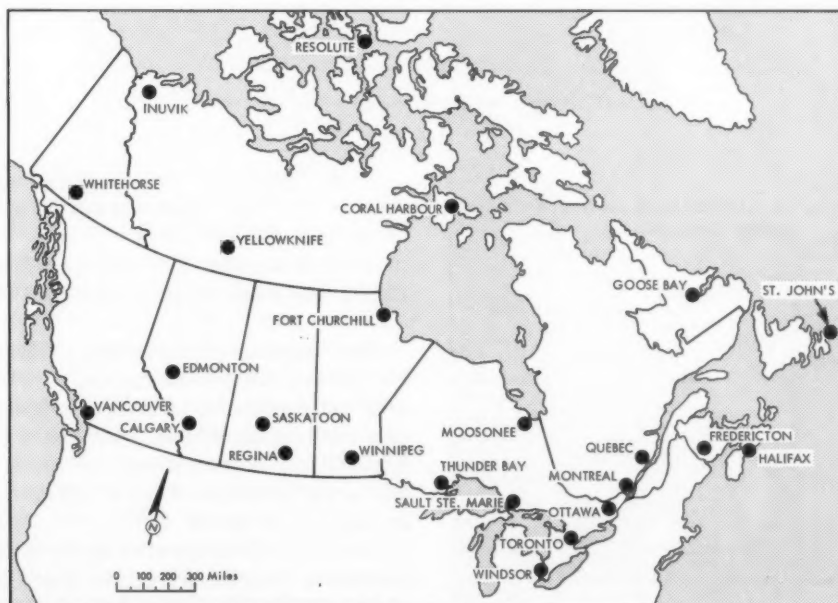 RESOLUTE
INUVIK
WHITEHORSE
CORAL HARBOUR
YELLOWKNIFE
GOOSE BAY
ST. JOHN'S
FORT CHURCHILL
EDMONTON
VANCOUVER
CALGARY
SASKATOON
REGINA
WINNIPEG
MOOSONEE
THUNDER BAY
SAULT STE. MARIE
QUEBEC
MONTREAL
OTTAWA
FREDERICTON
HALIFAX
TORONTO
WINDSOR
N
0 100 200 300 Miles